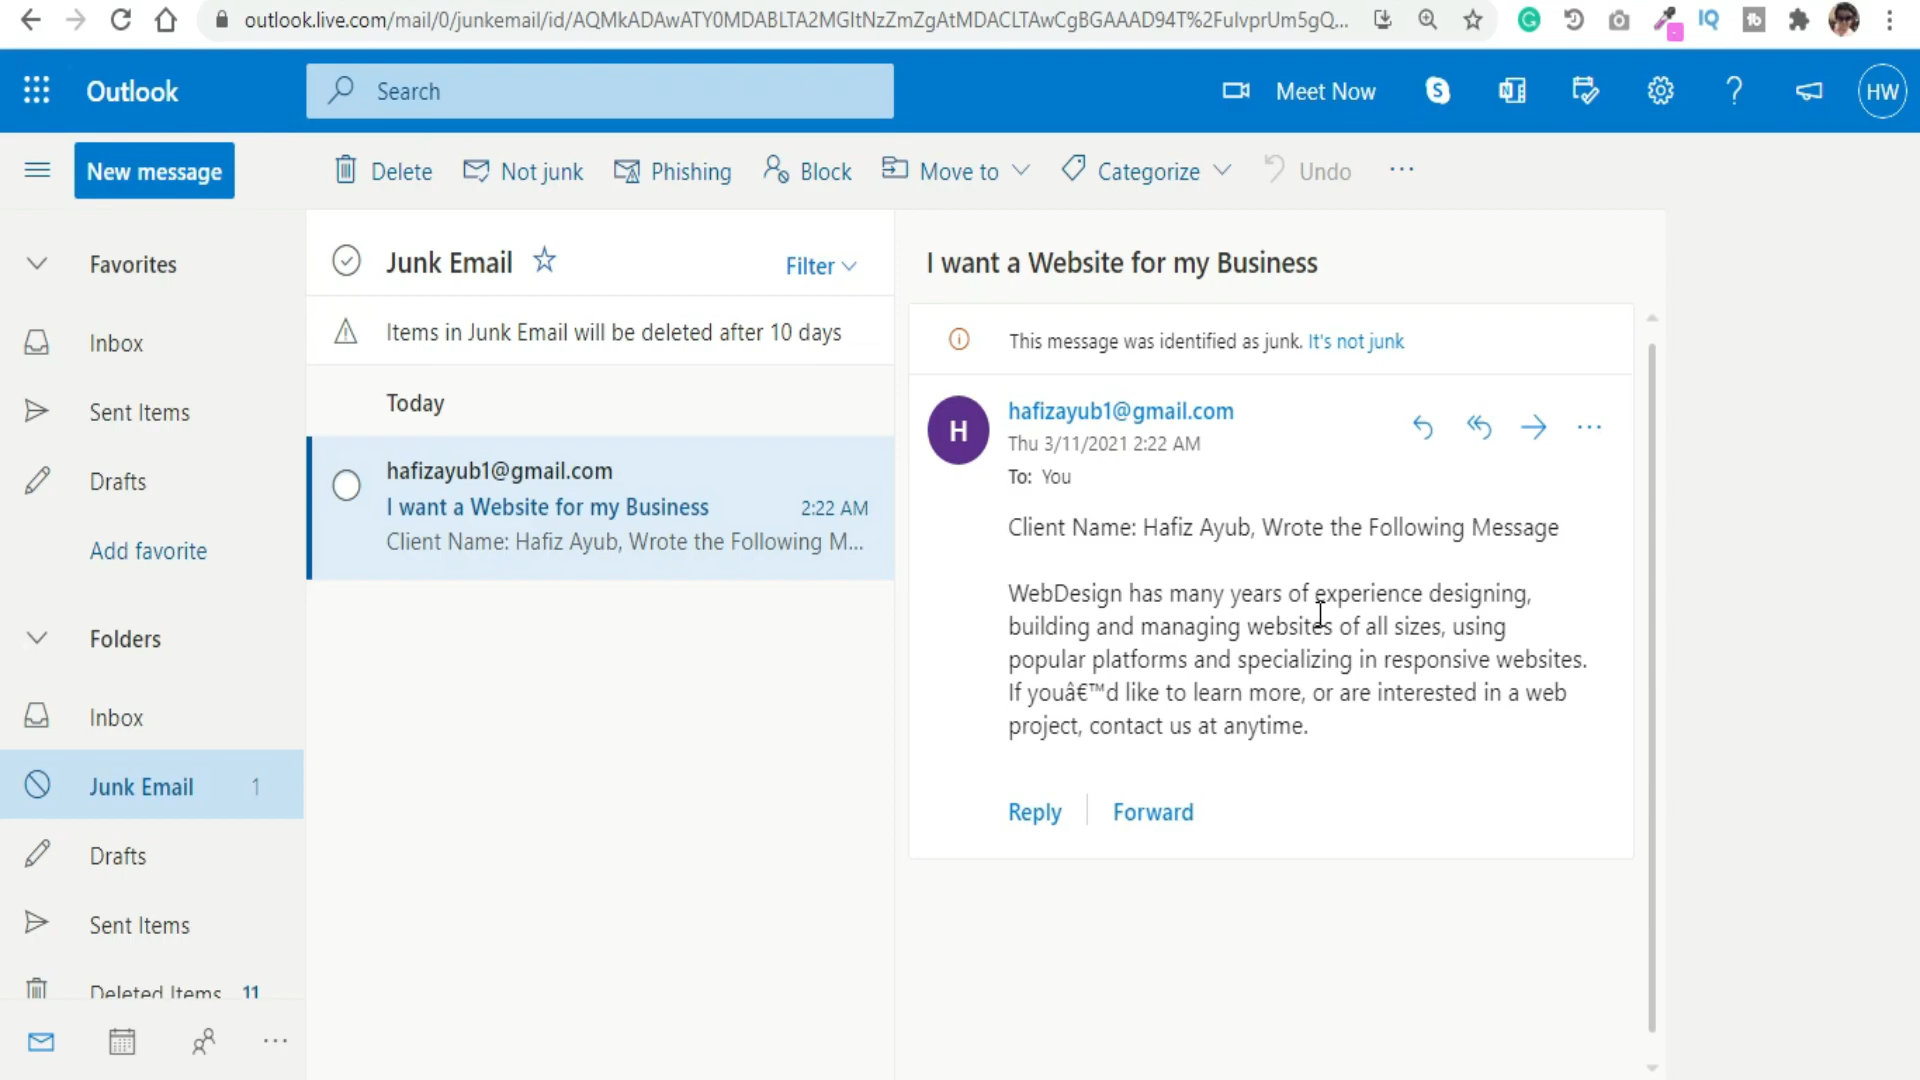 outlook.live.com/mail/0/junkemail/id/AQMkADAwATY0MDABLTA2MGItNzZmZgAtMDACLTAwCgBGAAAD94T%2FulvprUm5gQ...
Outlook
Search
Meet Now
HW
New message
Delete
Not junk
Phishing
Block
Move to
Categorize
Undo
Favorites
Inbox
Sent Items
Drafts
Add favorite
Folders
Inbox
Junk Email 1
Drafts
Sent Items
Deleted Items 11
Junk Email
Filter
Items in Junk Email will be deleted after 10 days
Today
hafizayub1@gmail.com
I want a Website for my Business 2:22 AM
Client Name: Hafiz Ayub, Wrote the Following M...
I want a Website for my Business
This message was identified as junk. It's not junk
H
hafizayub1@gmail.com
Thu 3/11/2021 2:22 AM
To: You
Client Name: Hafiz Ayub, Wrote the Following Message
WebDesign has many years of experience designing,
building and managing websites of all sizes, using
popular platforms and specializing in responsive websites.
If youâ€™d like to learn more, or are interested in a web
project, contact us at anytime.
Reply
Forward